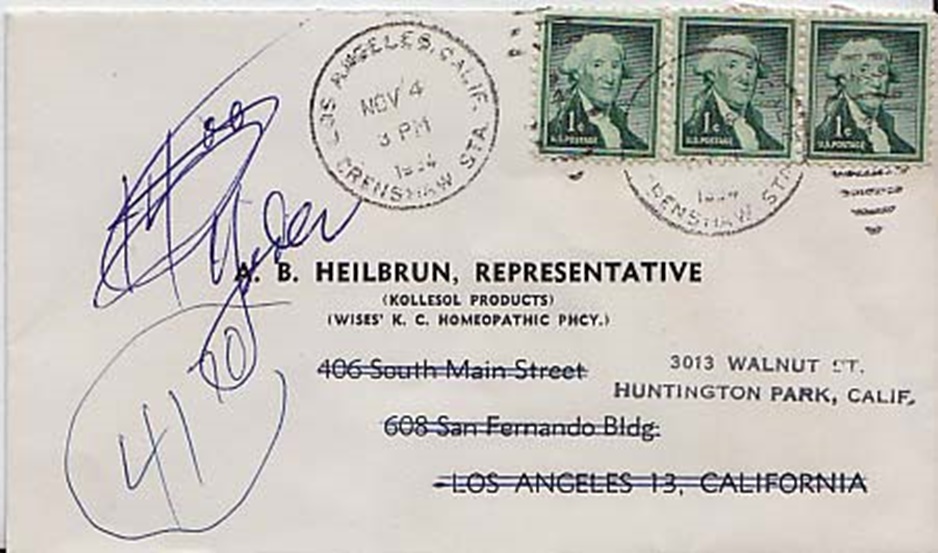 LOS ANGELES, CALIF.
NOV 4
3 PM
1954
CRENSHAW STA.
1¢
U.S. POSTAGE
1¢
U.S. POSTAGE
1¢
U.S. POSTAGE
CRENSHAW STA
A. B. HEILBRUN, REPRESENTATIVE
(KOLLESOL PRODUCTS)
(WISES' K. C. HOMEOPATHIC PHCY.)
406 South Main Street
3013 WALNUT ST.
HUNTINGTON PARK, CALIF.
608 San Fernando Bldg.
LOS ANGELES 13, CALIFORNIA
41